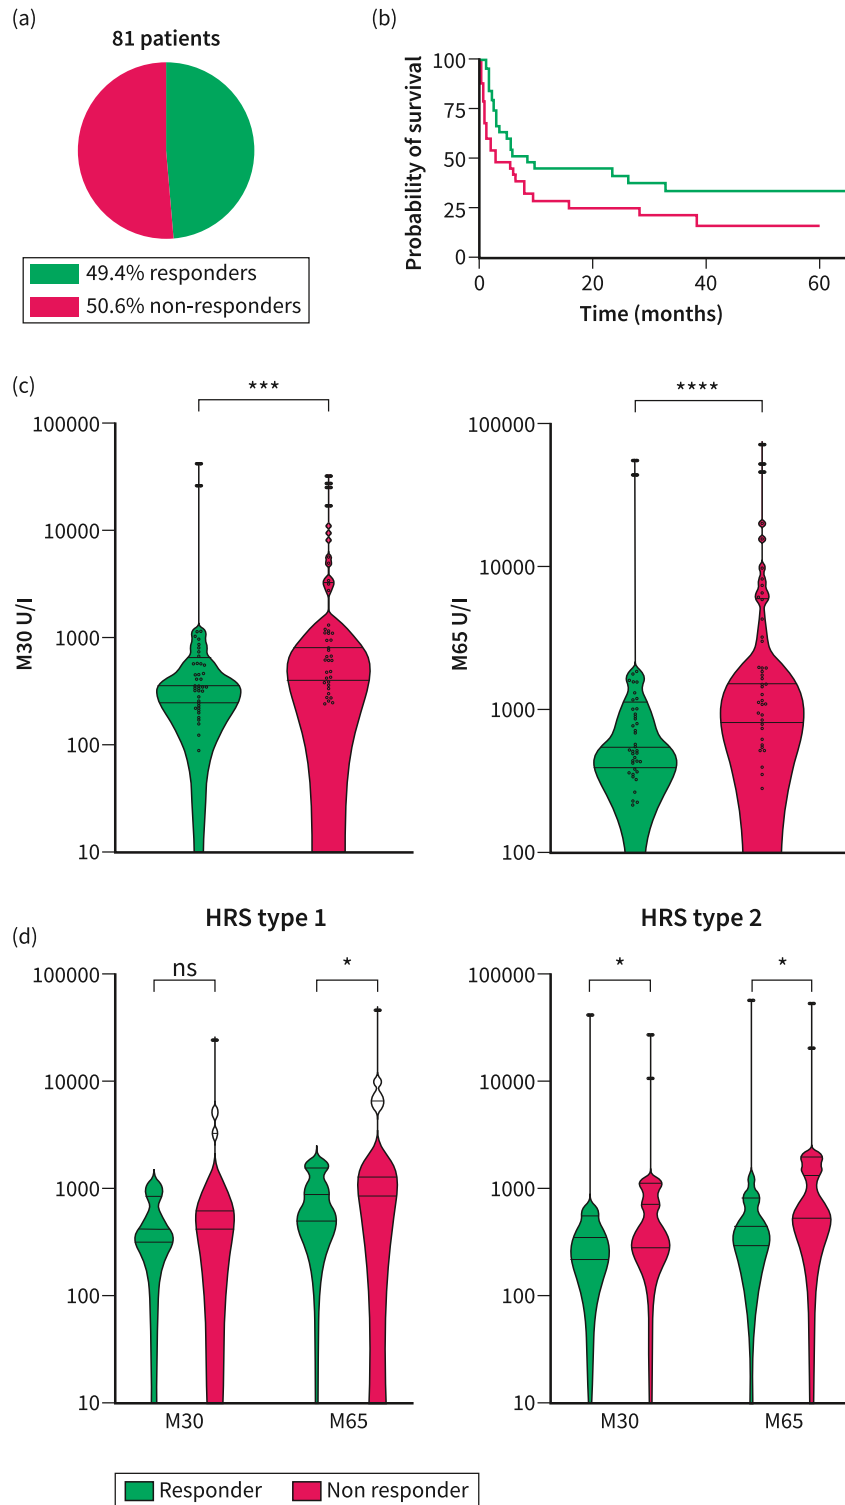 (a)
81 patients
49.4% responders
50.6% non-responders
(b)
Probability of survival
100
75
50
25
0
0 20 40 60
Time (months)
(c)
M30 U/l
100000
10000
1000
100
10
***
M65 U/l
100000
10000
1000
100
****
(d)
HRS type 1
100000
10000
1000
100
10
ns
*
M30 M65
HRS type 2
100000
10000
1000
100
10
*
*
M30 M65
Responder Non responder